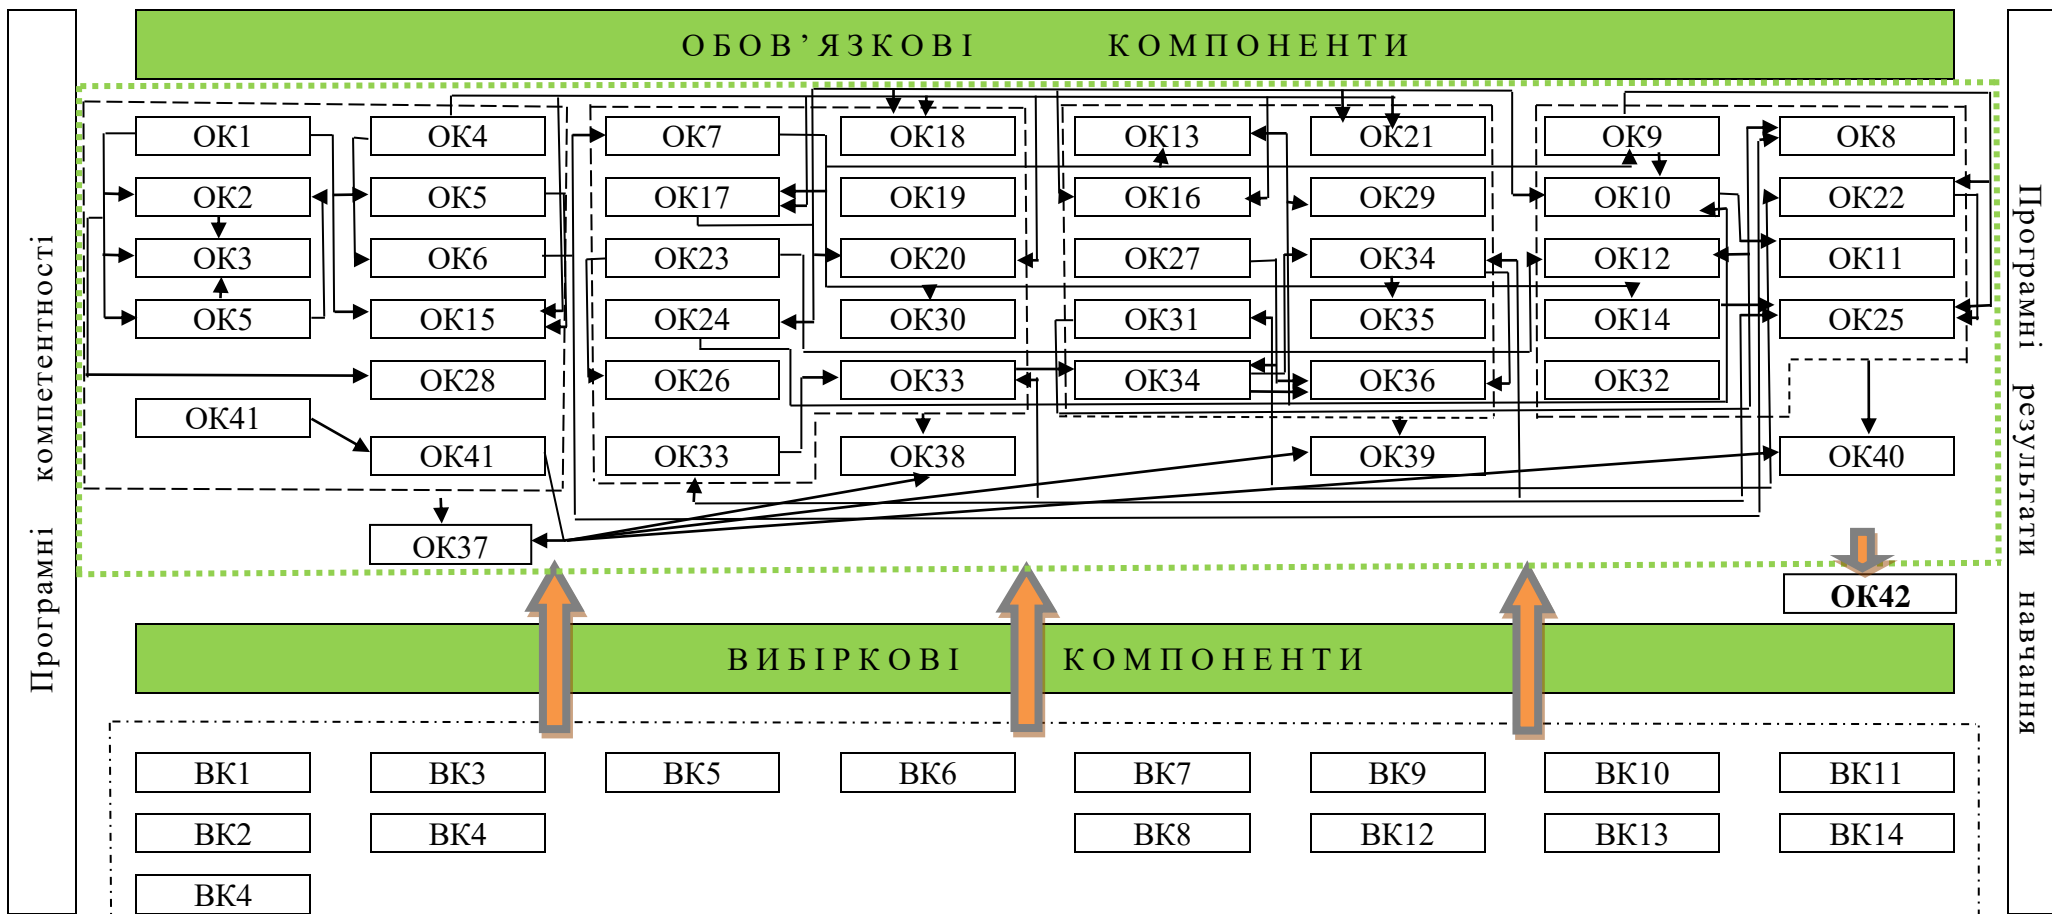 ОБОВ’ЯЗКОВІ КОМПОНЕНТИ
Програмні компетентності
Програмні результати навчання
ОК1 ОК4 ОК7 ОК18 ОК13 ОК21 ОК9 ОК8
ОК2 ОК5 ОК17 ОК19 ОК16 ОК29 ОК10 ОК22
ОК3 ОК6 ОК23 ОК20 ОК27 ОК34 ОК12 ОК11
ОК5 ОК15 ОК24 ОК30 ОК31 ОК35 ОК14 ОК25
ОК28 ОК26 ОК33 ОК34 ОК36 ОК32
ОК41
ОК41 ОК33 ОК38 ОК39 ОК40
ОК37
ОК42
ВИБІРКОВІ КОМПОНЕНТИ
ВК1 ВК3 ВК5 ВК6 ВК7 ВК9 ВК10 ВК11
ВК2 ВК4 ВК8 ВК12 ВК13 ВК14
ВК4